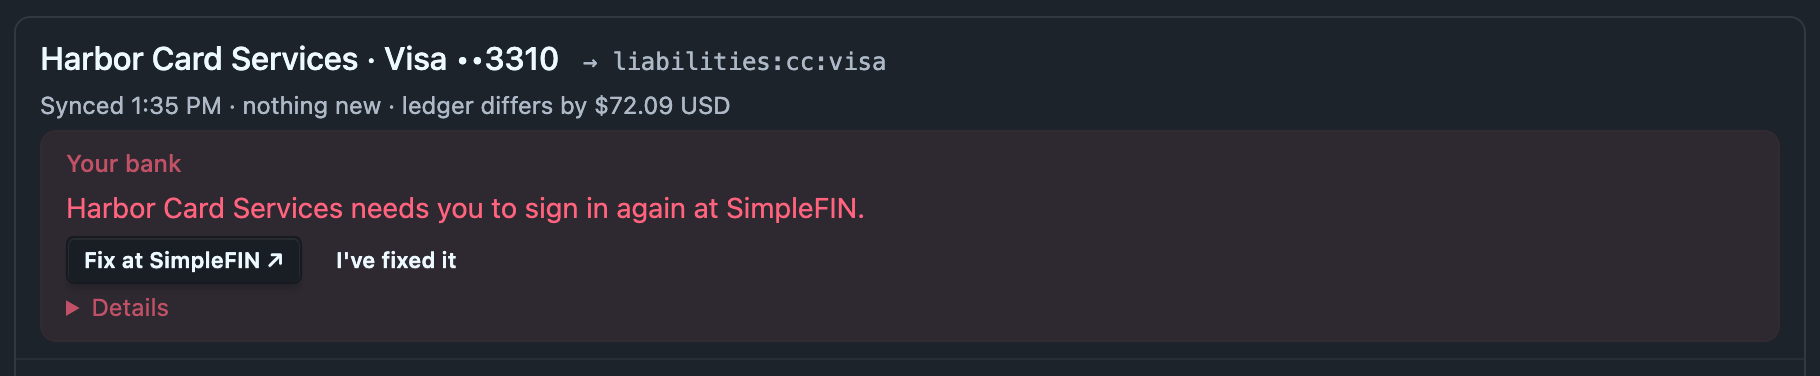 Harbor Card Services · Visa ••3310 → liabilities:cc:visa
Synced 1:35 PM · nothing new · ledger differs by $72.09 USD
Your bank
Harbor Card Services needs you to sign in again at SimpleFIN.
Fix at SimpleFIN ↗ I've fixed it
▶ Details